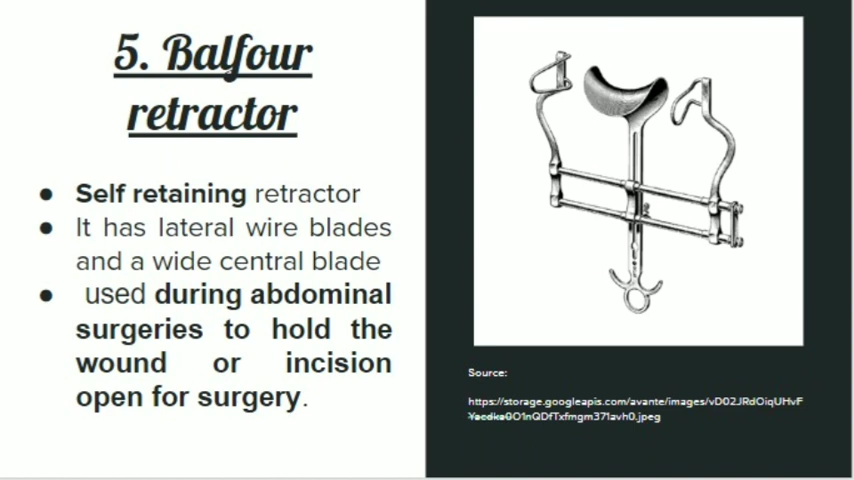 5. Balfour
retractor
● Self retaining retractor
● It has lateral wire blades
and a wide central blade
● used during abdominal
surgeries to hold the
wound or incision
open for surgery.
Source:
https://storage.googleapis.com/avante/images/vD02JRdOiqUHvF